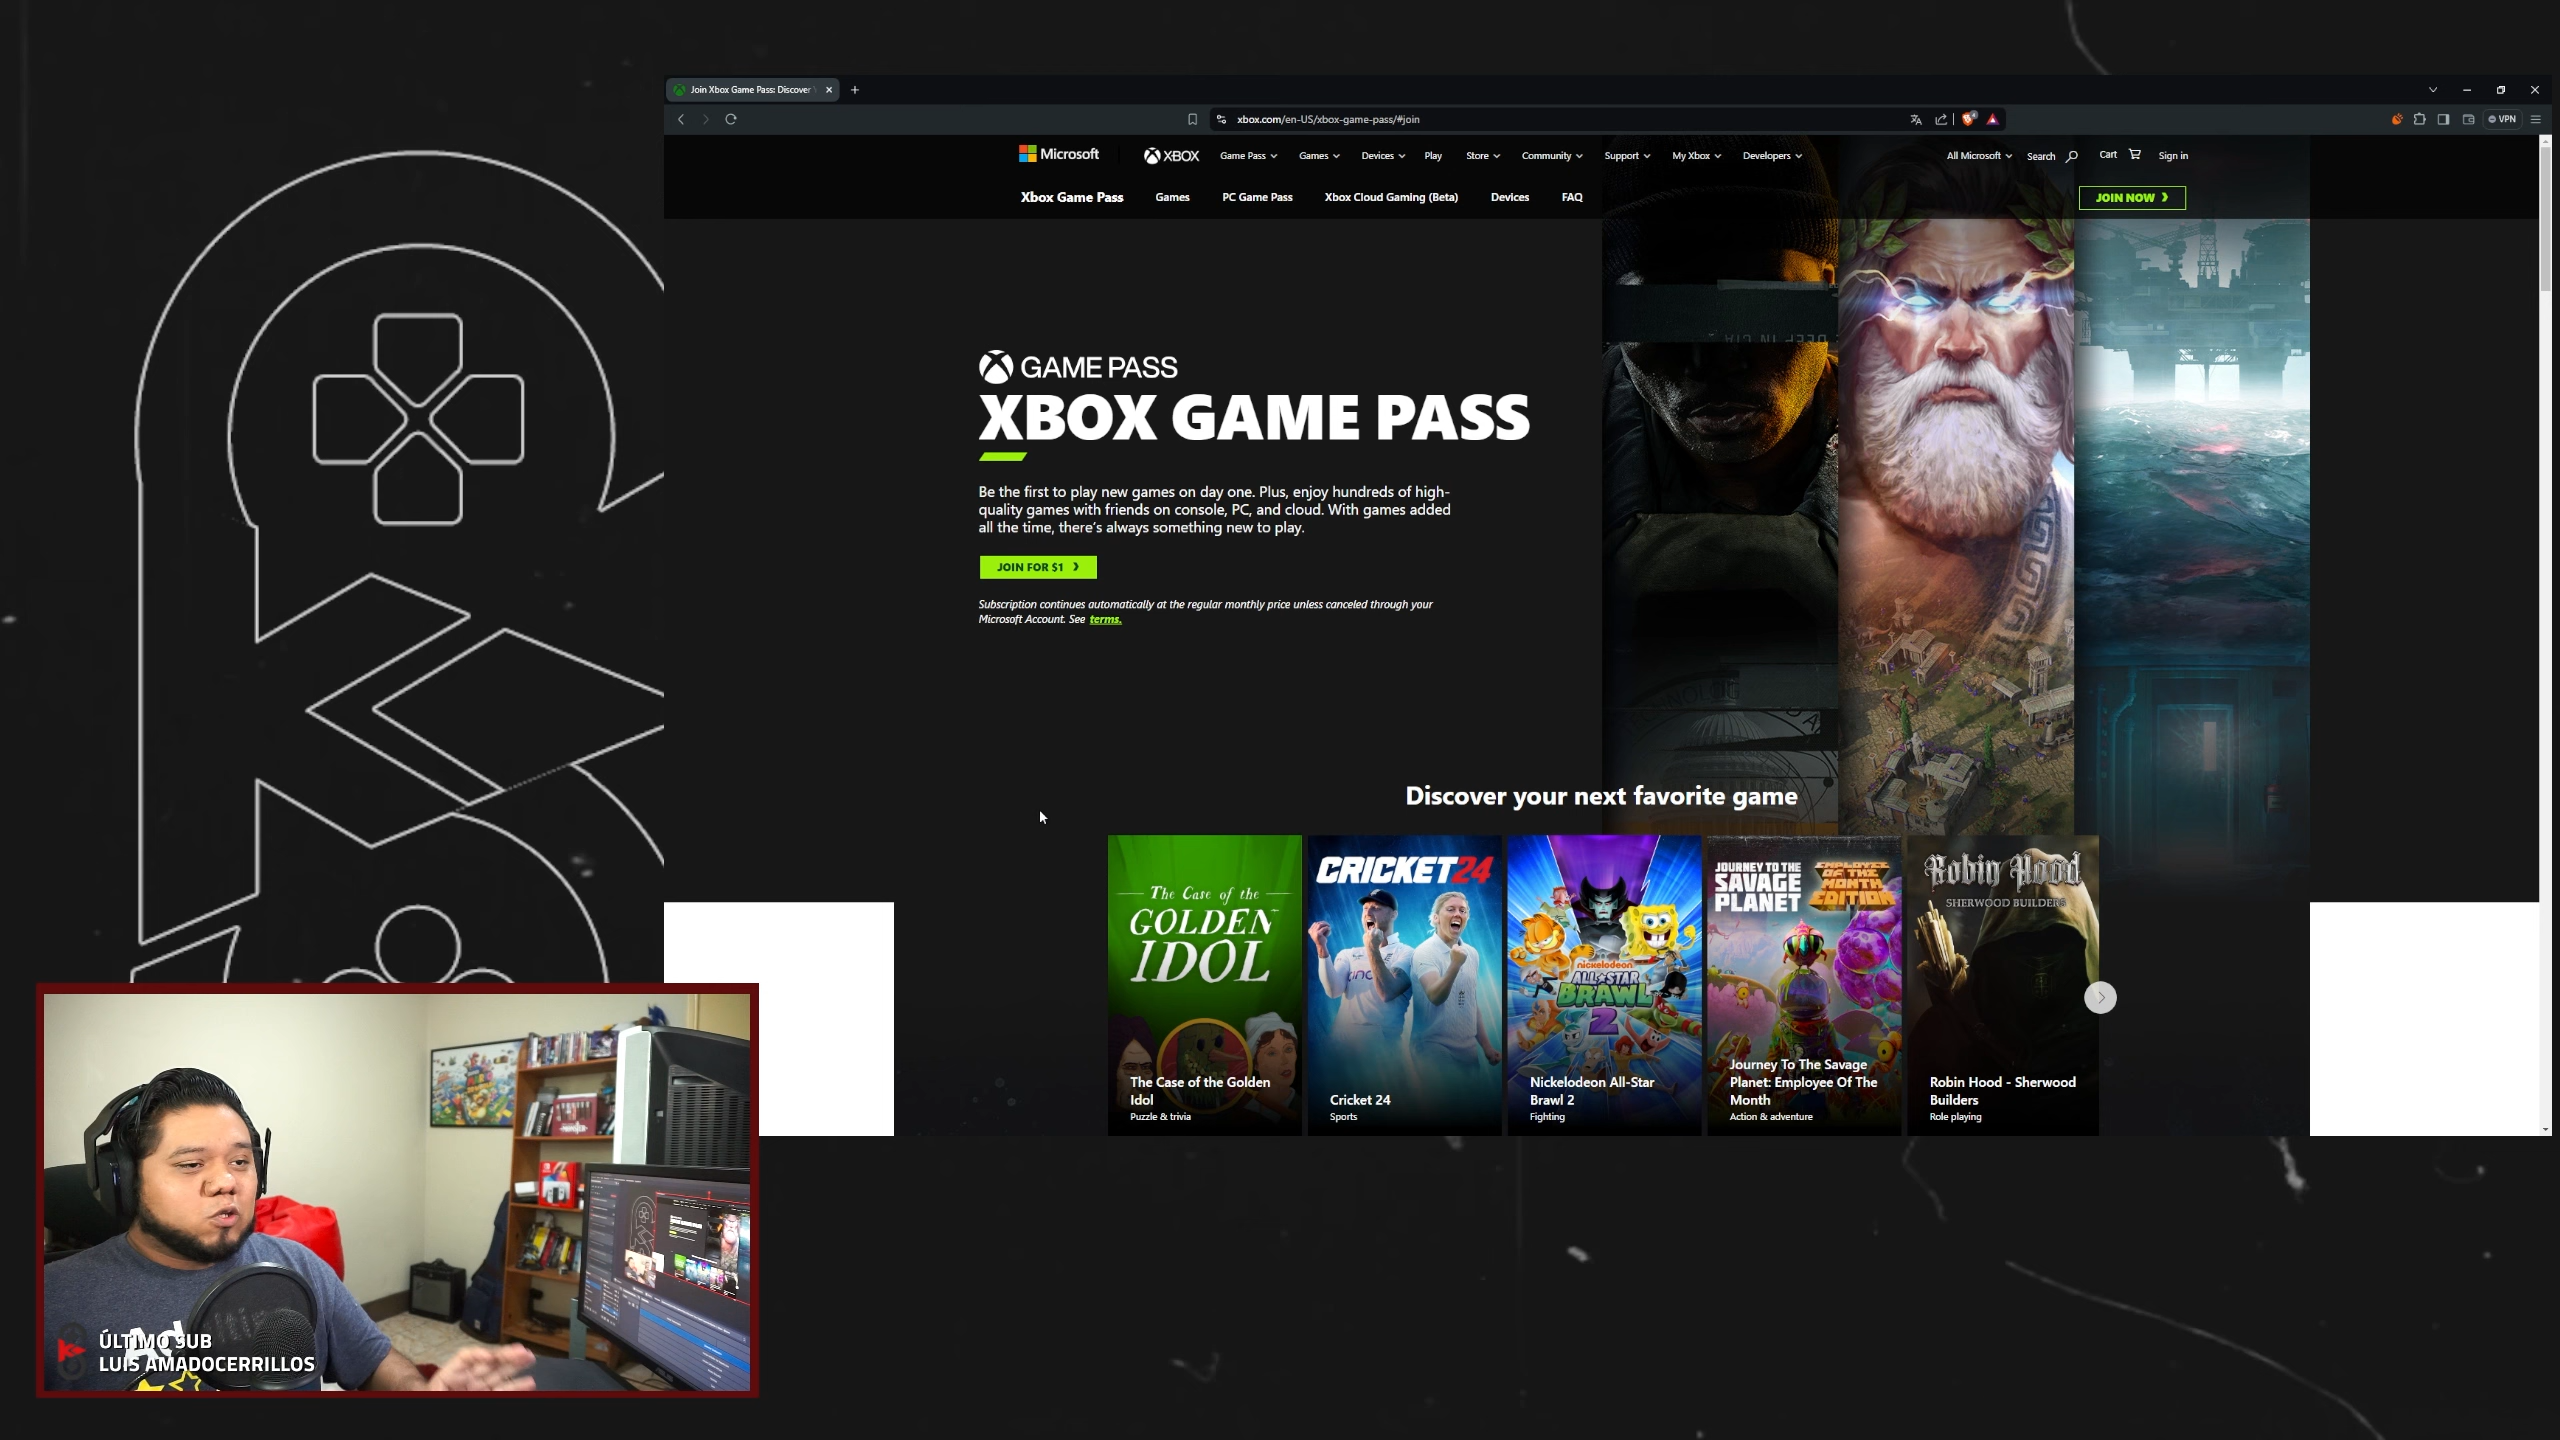 Join Xbox Game Pass: Discover
xbox.com/en-US/xbox-game-pass/#join
VPN
Microsoft
XBOX
Game Pass
Games
Devices
Play
Store
Community
Support
My Xbox
Developers
All Microsoft
Search
Cart
Sign in
Xbox Game Pass
Games
PC Game Pass
Xbox Cloud Gaming (Beta)
Devices
FAQ
JOIN NOW
GAME PASS
XBOX GAME PASS
Be the first to play new games on day one. Plus, enjoy hundreds of high-
quality games with friends on console, PC, and cloud. With games added
all the time, there's always something new to play.
JOIN FOR $1
Subscription continues automatically at the regular monthly price unless canceled through your
Microsoft Account. See terms.
Discover your next favorite game
The Case of the
GOLDEN
IDOL
The Case of the Golden
Idol
Puzzle & trivia
CRICKET24
Cricket 24
Sports
nickelodeon
ALL-STAR
BRAWL
2
Nickelodeon All-Star
Brawl 2
Fighting
JOURNEY TO THE
SAVAGE
PLANET
EMPLOYEE
OF THE
MONTH
EDITION
Journey To The Savage
Planet: Employee Of The
Month
Action & adventure
Robin Hood
SHERWOOD BUILDERS
Robin Hood - Sherwood
Builders
Role playing
ÚLTIMO SUB
LUIS AMADOCERRILLOS